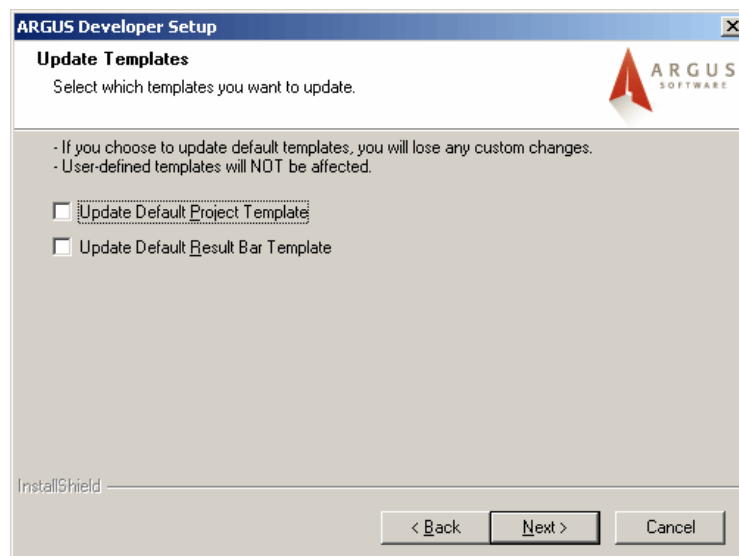 ARGUS Developer Setup
Update Templates
Select which templates you want to update.
ARGUS
SOFTWARE
- If you choose to update default templates, you will lose any custom changes.
- User-defined templates will NOT be affected.
Update Default Project Template
Update Default Result Bar Template
InstallShield
< Back Next > Cancel